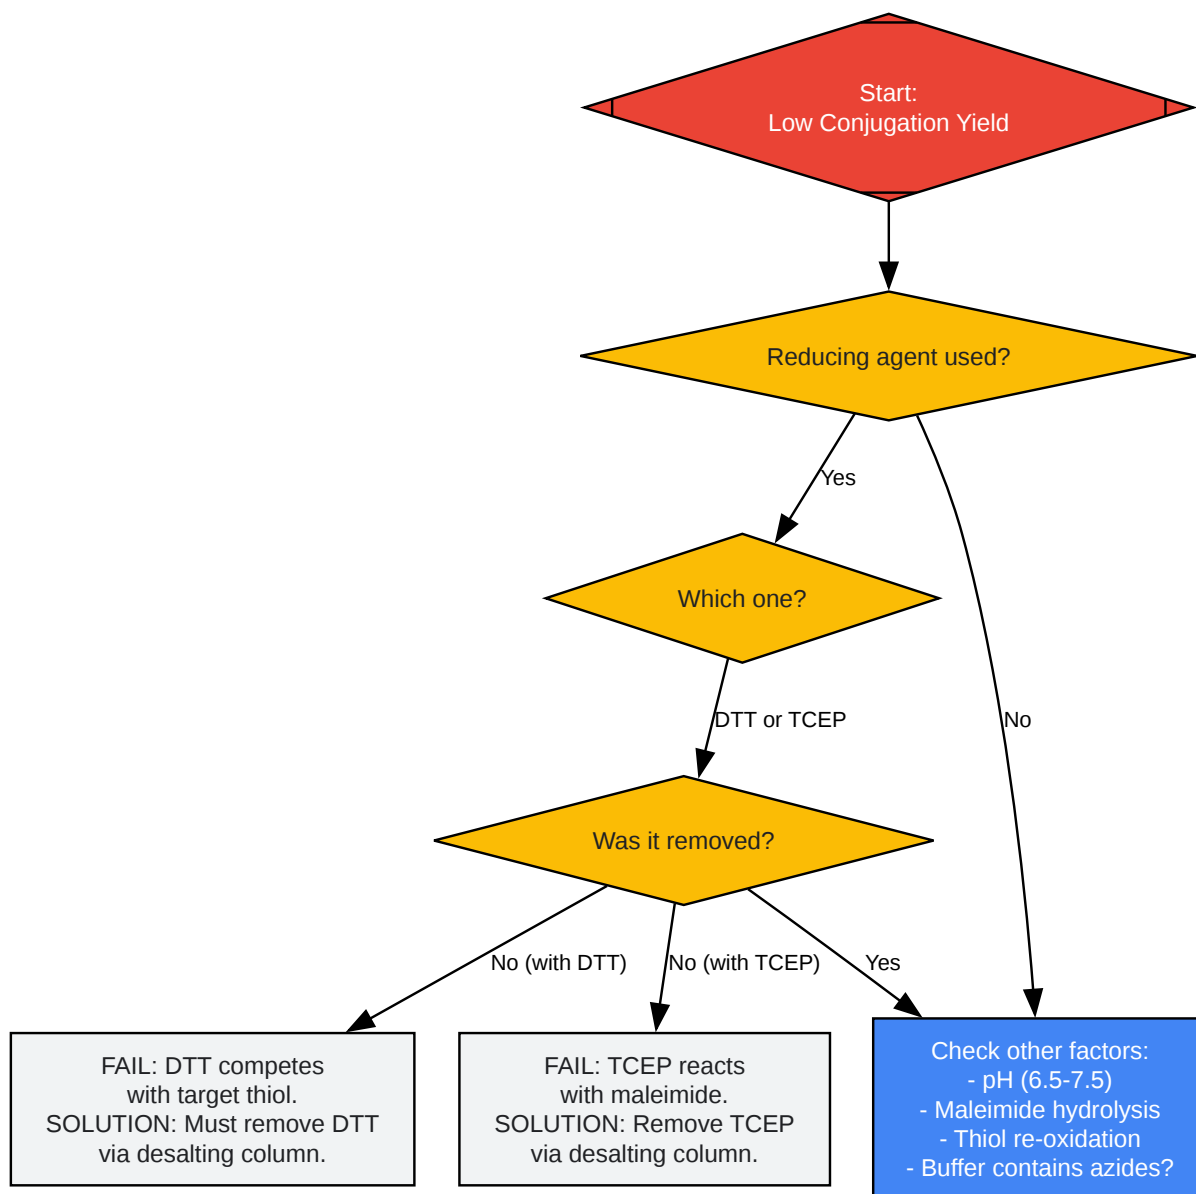 Start:
Low Conjugation Yield
Reducing agent used?
Yes
Which one?
DTT or TCEP
No
Was it removed?
No (with DTT)
No (with TCEP)
Yes
FAIL: DTT competes
with target thiol.
SOLUTION: Must remove DTT
via desalting column.
FAIL: TCEP reacts
with maleimide.
SOLUTION: Remove TCEP
via desalting column.
Check other factors:
- pH (6.5-7.5)
- Maleimide hydrolysis
- Thiol re-oxidation
- Buffer contains azides?